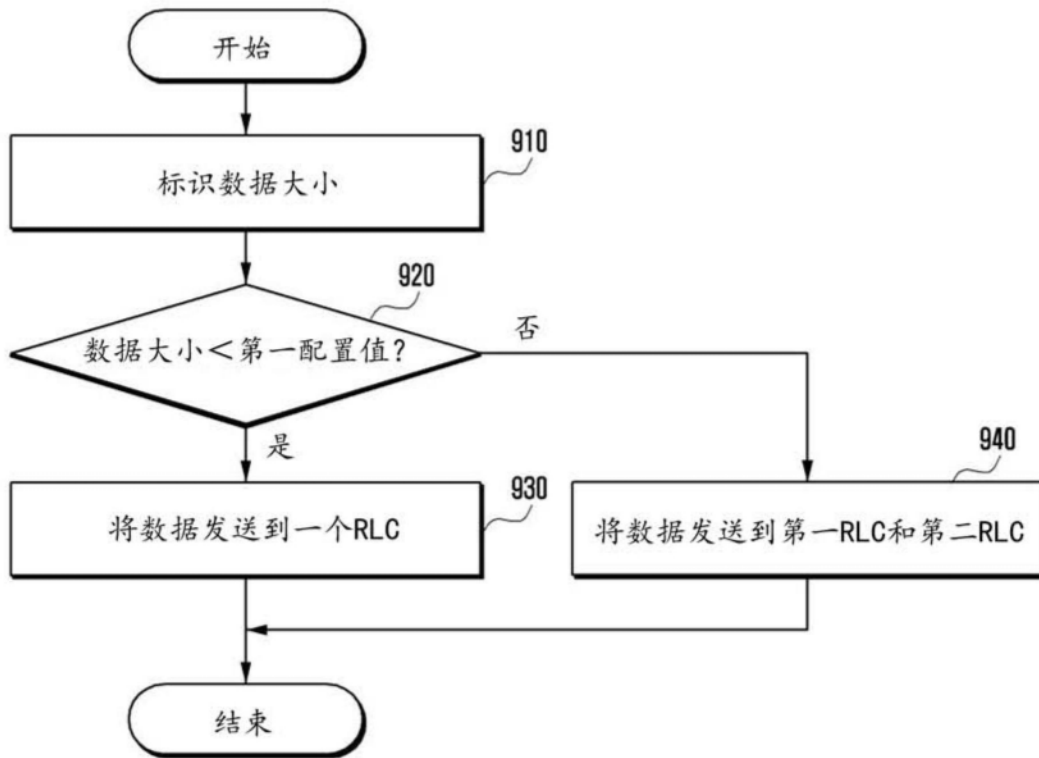 开始
910
标识数据大小
920
数据大小＜第一配置值?
否
是
930
将数据发送到一个RLC
940
将数据发送到第一RLC和第二RLC
结束